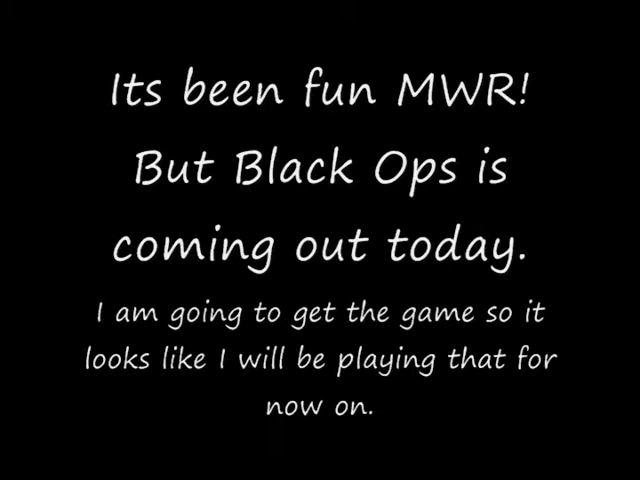 Its been fun MWR!
But Black Ops is
coming out today.
I am going to get the game so it
looks like I will be playing that for
now on.